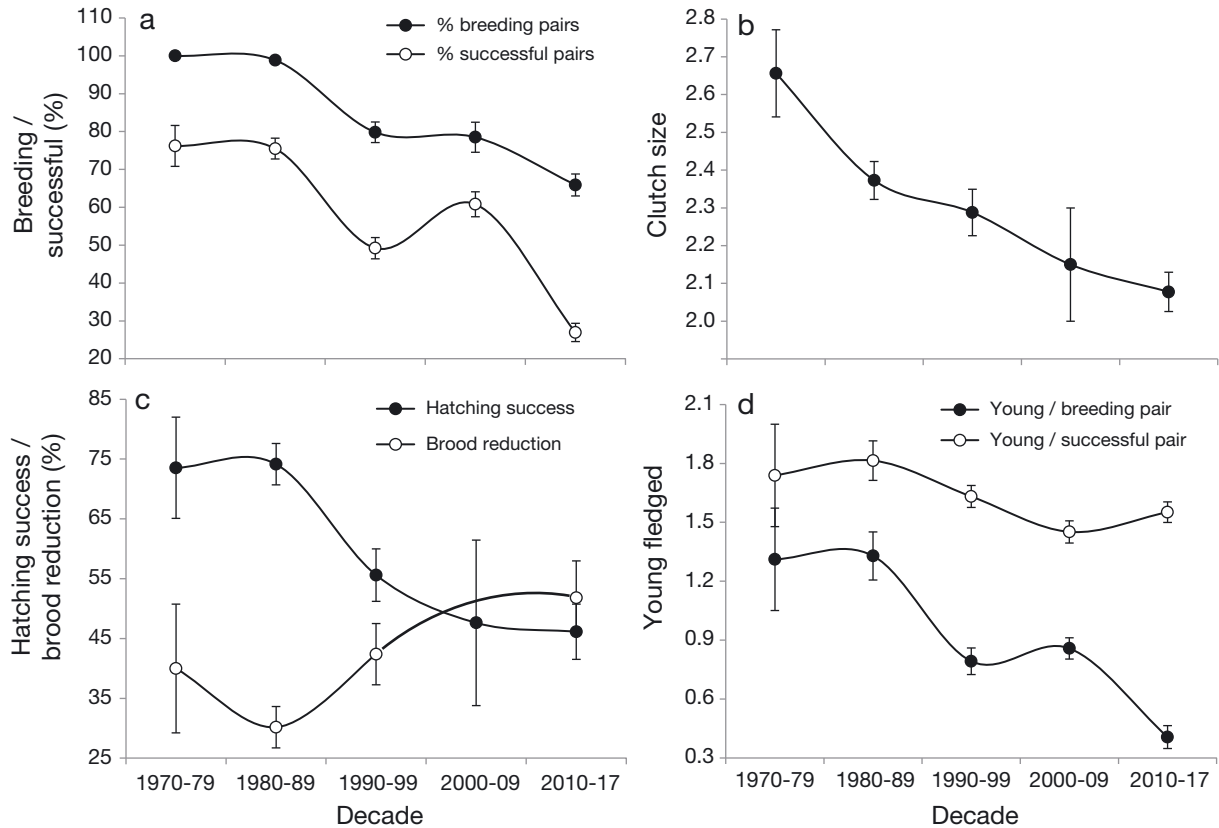 a
% breeding pairs
% successful pairs
110
100
90
80
70
60
50
40
30
20
Breeding /
successful (%)
b
2.8
2.7
2.6
2.5
2.4
2.3
2.2
2.1
2.0
Clutch size
c
Hatching success
Brood reduction
85
75
65
55
45
35
25
Hatching success /
brood reduction (%)
1970-79 1980-89 1990-99 2000-09 2010-17
Decade
d
Young / breeding pair
Young / successful pair
2.1
1.8
1.5
1.2
0.9
0.6
0.3
Young fledged
1970-79 1980-89 1990-99 2000-09 2010-17
Decade